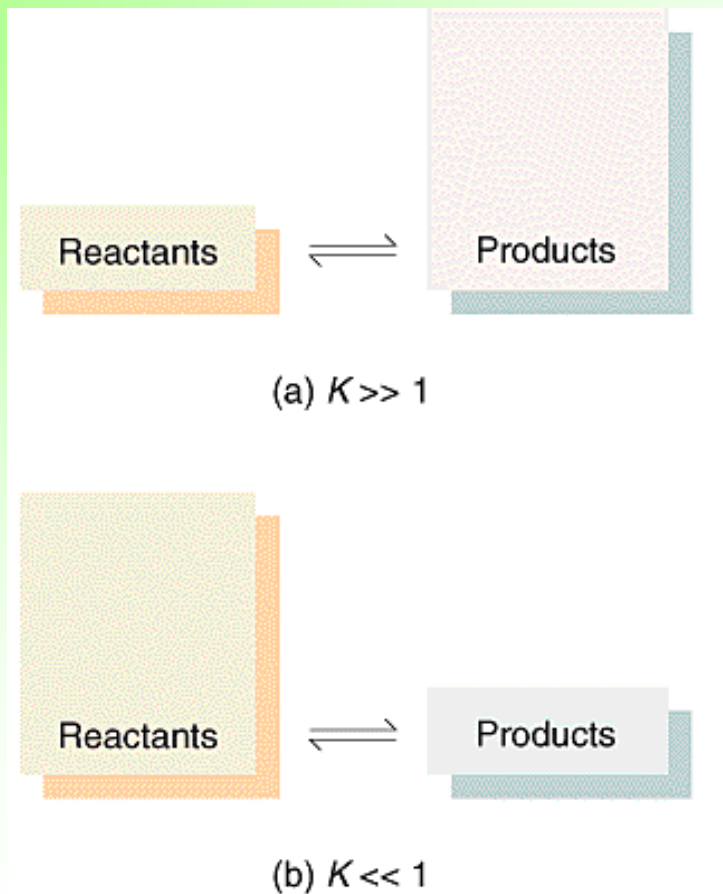 Reactants ⇌ Products
(a) K >> 1
Reactants ⇌ Products
(b) K << 1